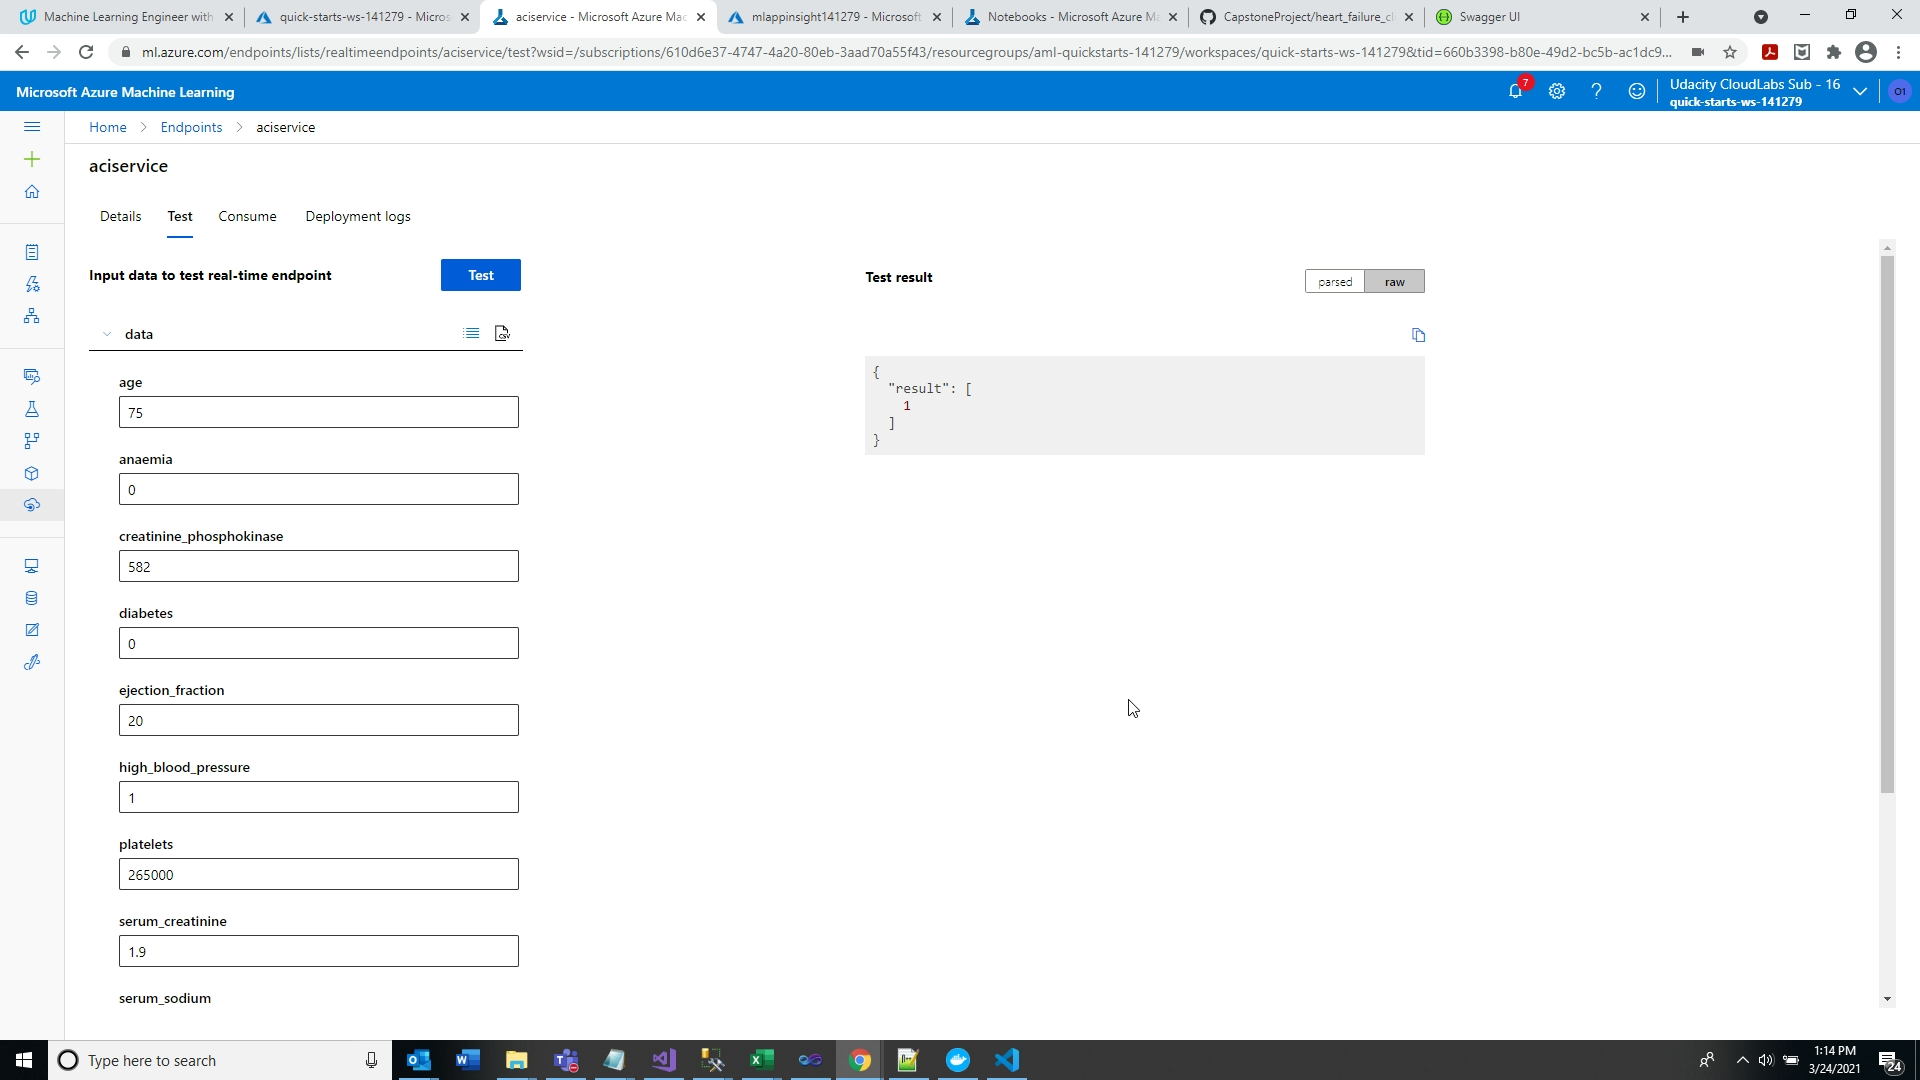 Machine Learning Engineer with
quick-starts-ws-141279 - Micros
aciservice - Microsoft Azure Mac
mlappinsight141279 - Microsoft
Notebooks - Microsoft Azure Ma
CapstoneProject/heart_failure_cli
Swagger UI
ml.azure.com/endpoints/lists/realtimeendpoints/aciservice/test?wsid=/subscriptions/610d6e37-4747-4a20-80eb-3aad70a55f43/resourcegroups/aml-quickstarts-141279/workspaces/quick-starts-ws-141279&tid=660b3398-b80e-49d2-bc5b-ac1dc9...
Microsoft Azure Machine Learning
7
Udacity CloudLabs Sub - 16
quick-starts-ws-141279
O1
Home > Endpoints > aciservice
aciservice
Details Test Consume Deployment logs
Input data to test real-time endpoint
Test
Test result
parsed raw
data
age
75
anaemia
0
creatinine_phosphokinase
582
diabetes
0
ejection_fraction
20
high_blood_pressure
1
platelets
265000
serum_creatinine
1.9
serum_sodium
{
"result": [
1
]
}
Type here to search
1:14 PM
3/24/2021
24